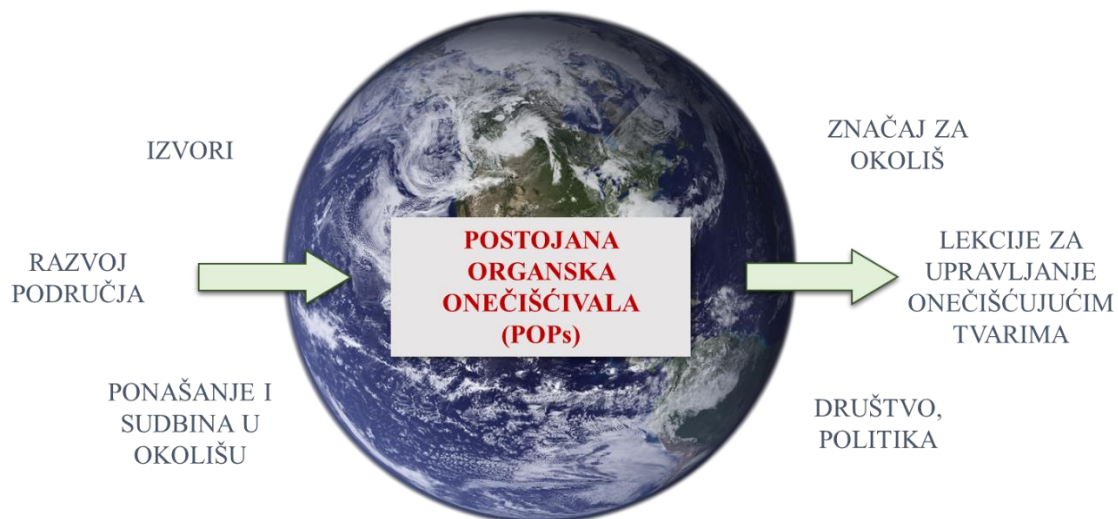 IZVORI
RAZVOJ
PODRUČJA
PONAŠANJE I
SUDBINA U
OKOLIŠU
POSTOJANA
ORGANSKA
ONEČIŠĆIVALA
(POPs)
ZNAČAJ ZA
OKOLIŠ
LEKCIJE ZA
UPRAVLJANJE
ONEČIŠĆUJUĆIM
TVARIMA
DRUŠTVO,
POLITIKA